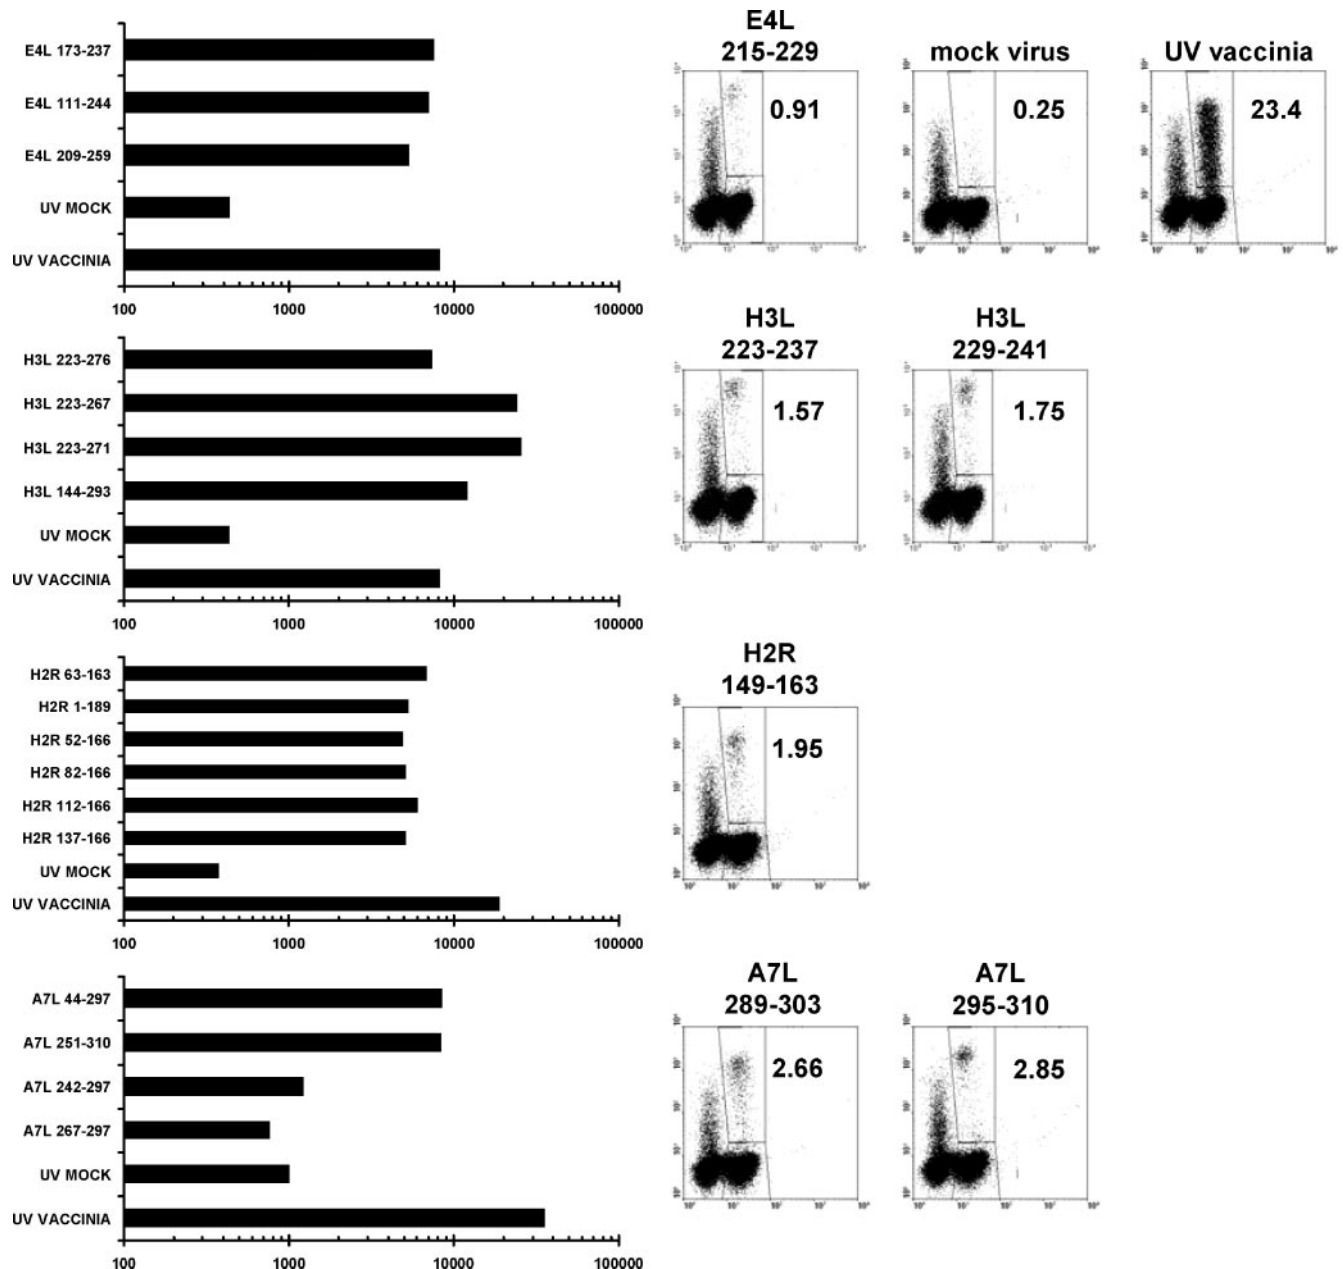 E4L 173-237
E4L 111-244
E4L 209-259
UV MOCK
UV VACCINIA
100 1000 10000 100000
E4L
215-229
0.91
mock virus
0.25
UV vaccinia
23.4
H3L 223-276
H3L 223-267
H3L 223-271
H3L 144-293
UV MOCK
UV VACCINIA
100 1000 10000 100000
H3L
223-237
1.57
H3L
229-241
1.75
H2R 63-163
H2R 1-189
H2R 52-166
H2R 82-166
H2R 112-166
H2R 137-166
UV MOCK
UV VACCINIA
100 1000 10000 100000
H2R
149-163
1.95
A7L 44-297
A7L 251-310
A7L 242-297
A7L 267-297
UV MOCK
UV VACCINIA
100 1000 10000 100000
A7L
289-303
2.66
A7L
295-310
2.85